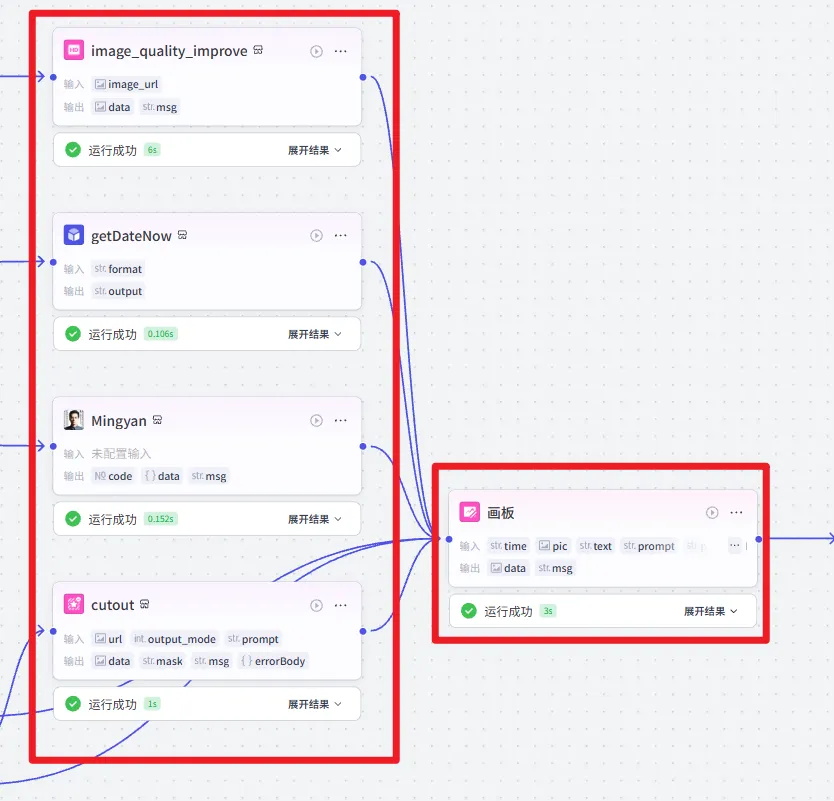 image_quality_improve
输入 image_url
输出 data str. msg
运行成功 6s 展开结果
getDateNow
输入 str. format
输出 str. output
运行成功 0.106s 展开结果
Mingyan
输入 未配置输入
输出 № code {} data str. msg
运行成功 0.152s 展开结果
cutout
输入 url int. output_mode str. prompt
输出 data str. mask str. msg {} errorBody
运行成功 1s 展开结果
画板
输入 str. time pic str. text str. prompt str. p ...
输出 data str. msg
运行成功 3s 展开结果